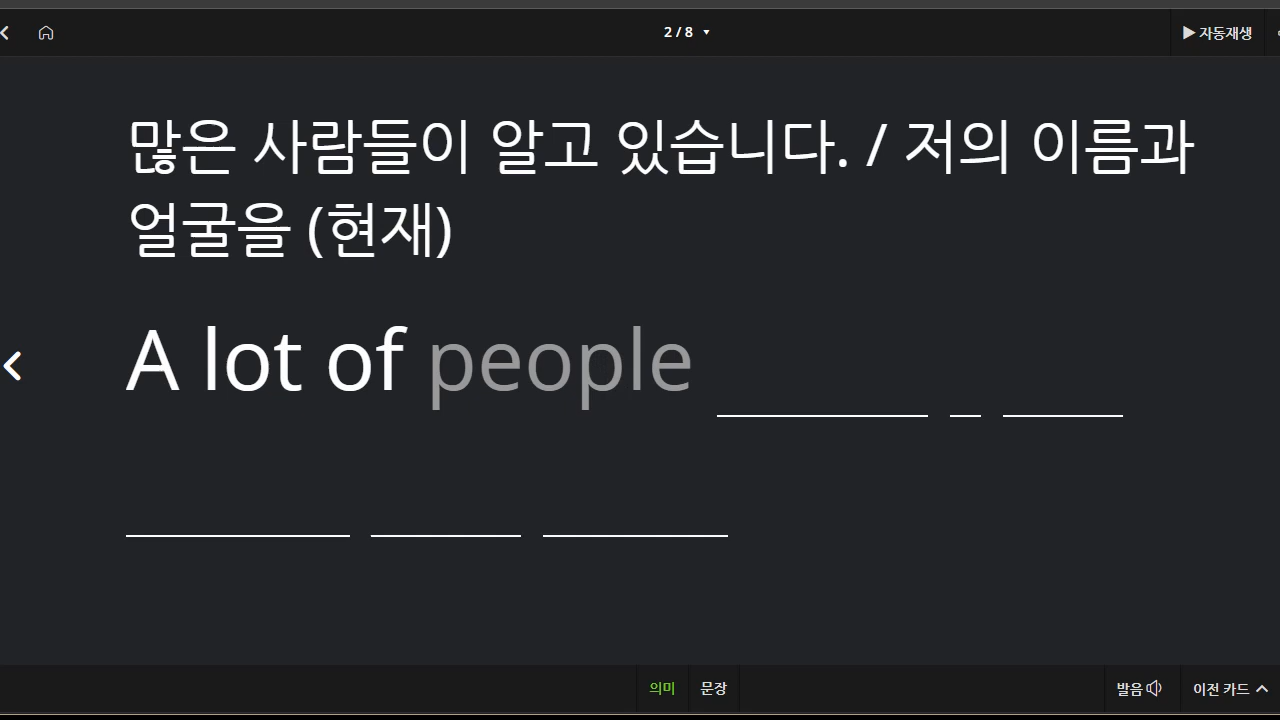 2 / 8 ▼
▶ 자동재생
많은 사람들이 알고 있습니다. / 저의 이름과
얼굴을 (현재)
A lot of people
의미
문장
발음
이전 카드